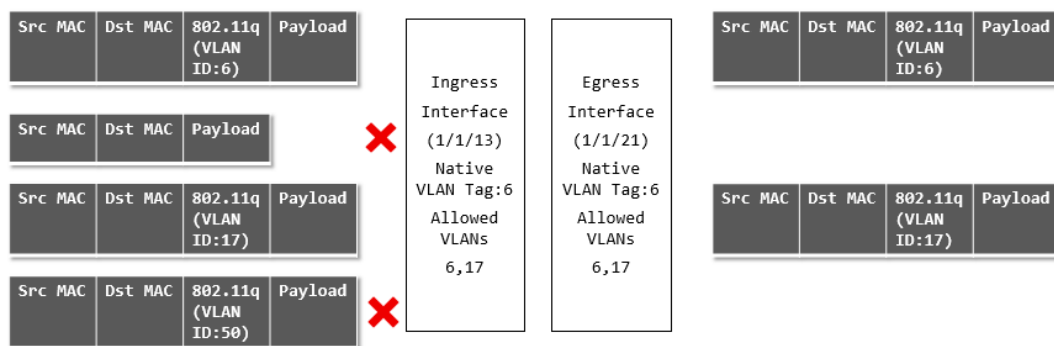 Src MAC Dst MAC 802.11q Payload
(VLAN
ID:6)
Src MAC Dst MAC Payload
Src MAC Dst MAC 802.11q Payload
(VLAN
ID:17)
Src MAC Dst MAC 802.11q Payload
(VLAN
ID:50)
Ingress
Interface
(1/1/13)
Native
VLAN Tag:6
Allowed
VLANs
6,17
Egress
Interface
(1/1/21)
Native
VLAN Tag:6
Allowed
VLANs
6,17
Src MAC Dst MAC 802.11q Payload
(VLAN
ID:6)
Src MAC Dst MAC 802.11q Payload
(VLAN
ID:17)